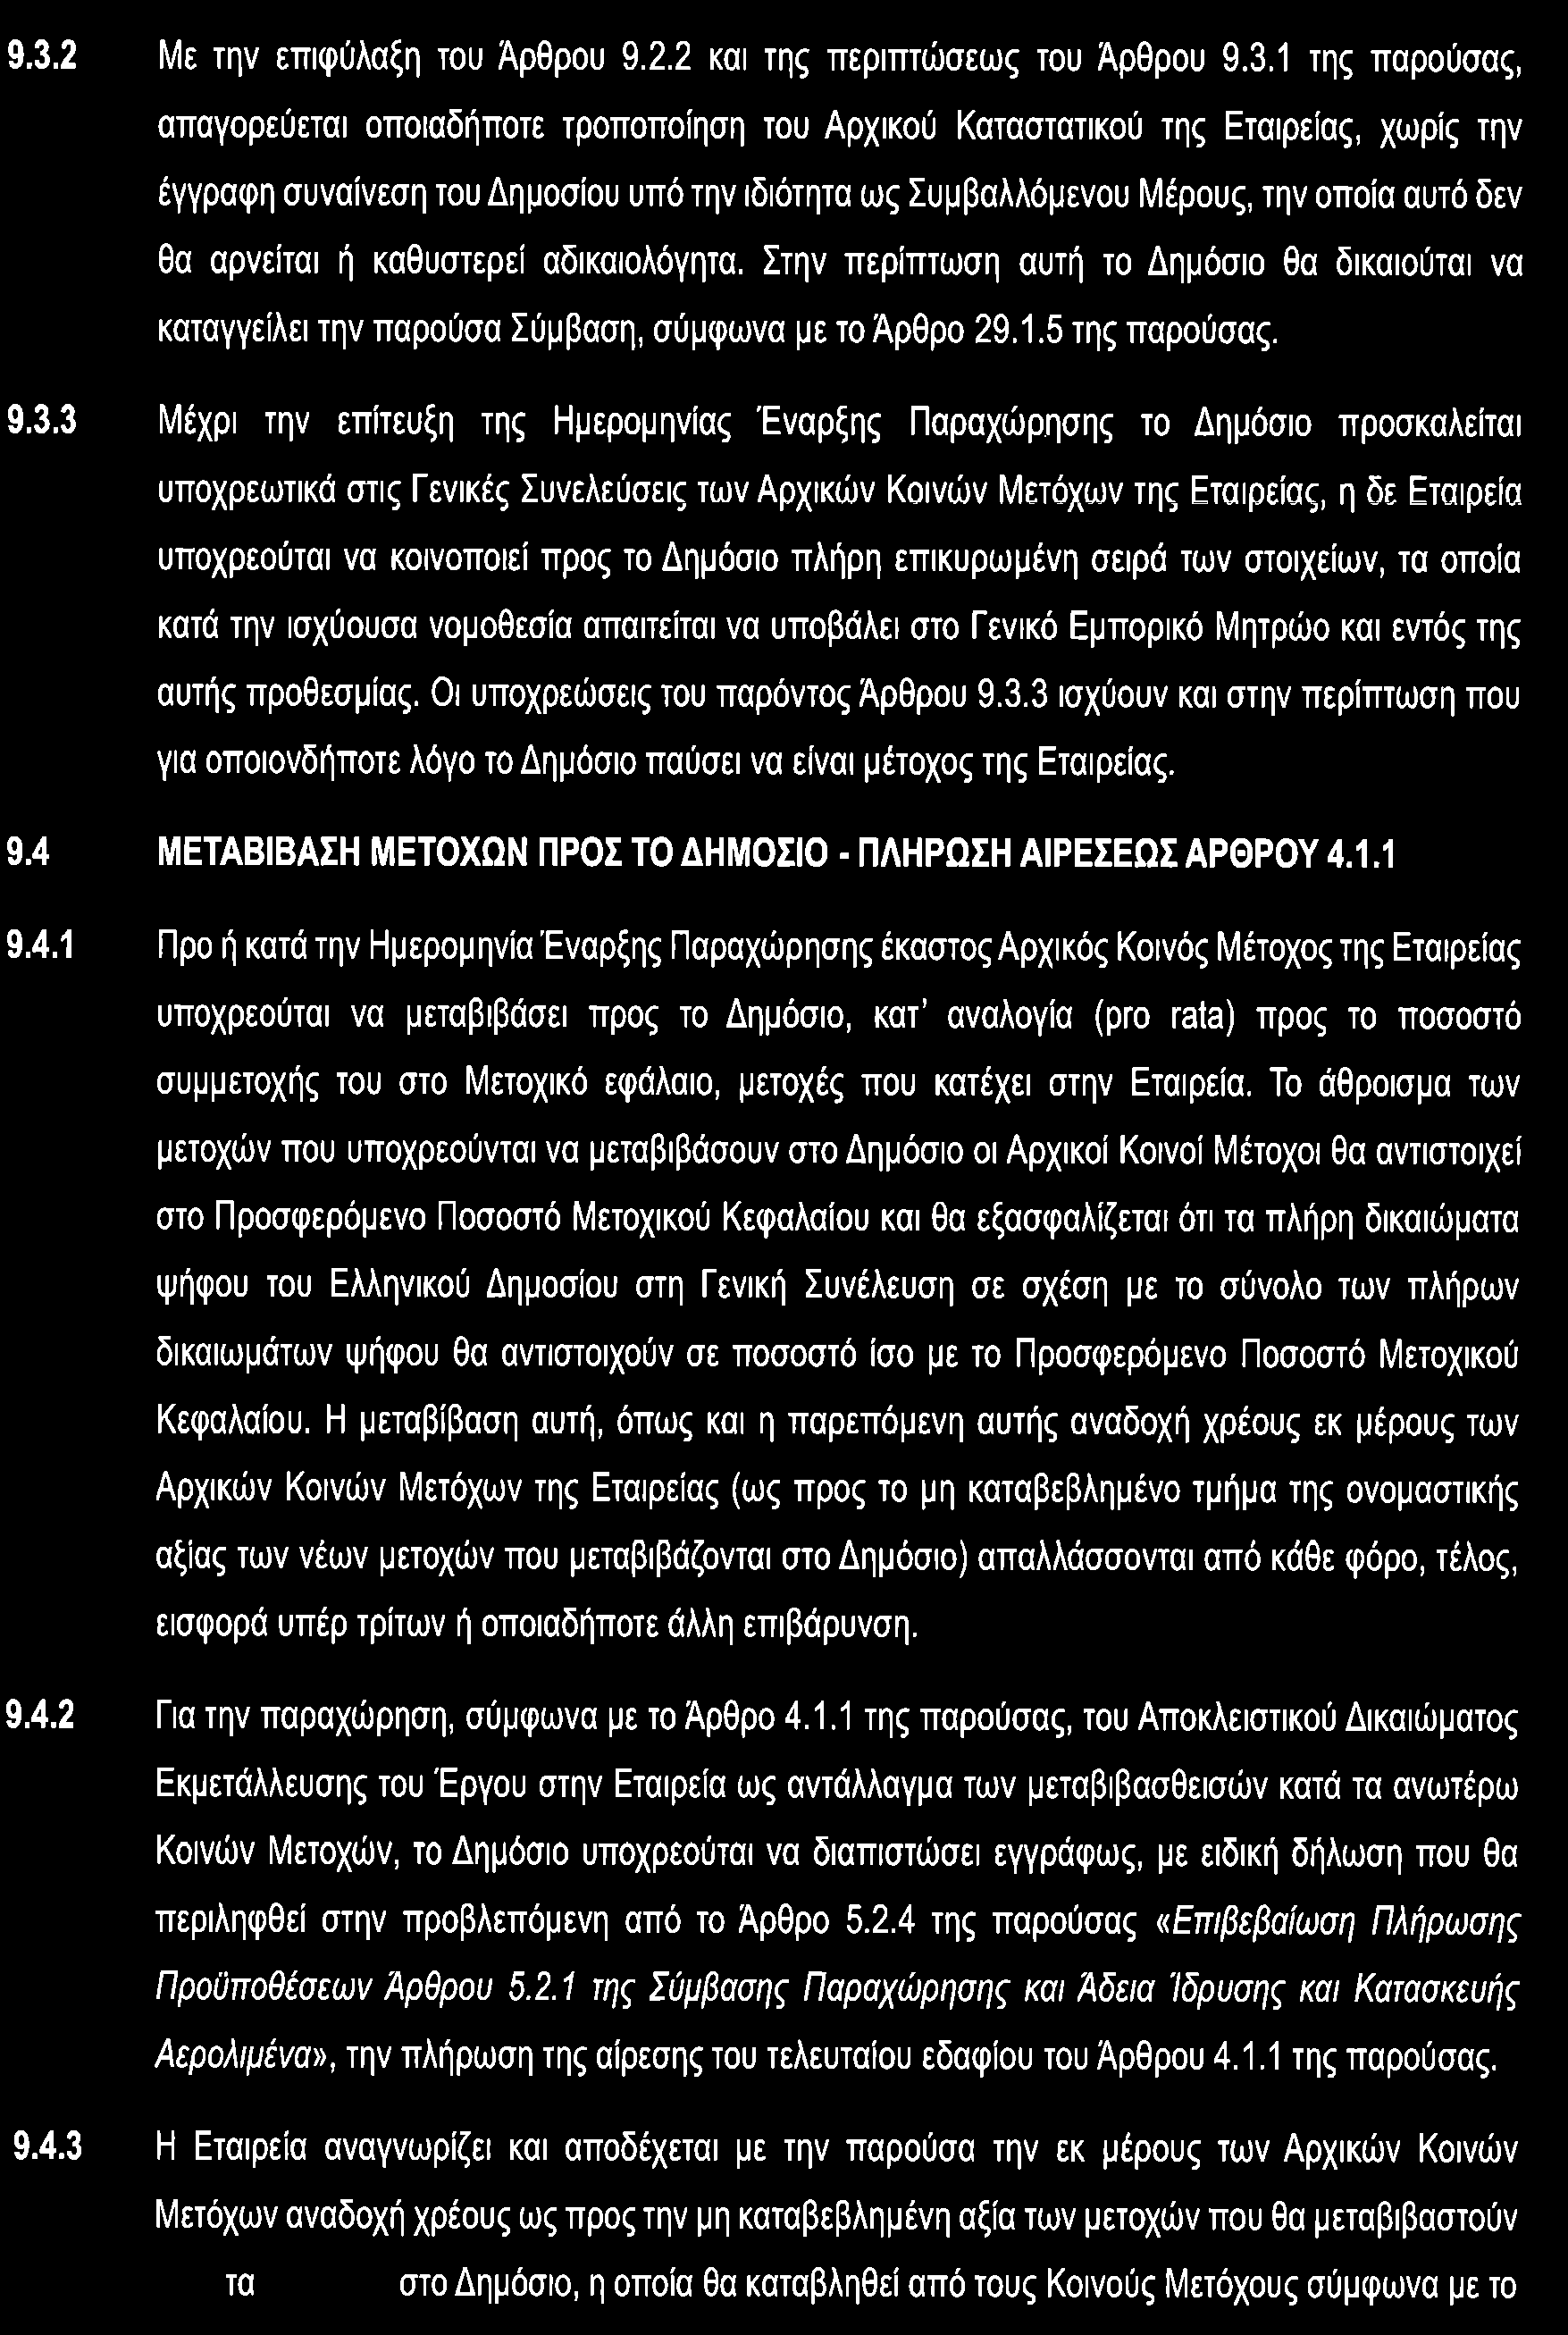 9.3.2 Με την επιφύλαξη του Άρθρου 9.2.2 και της περιπτώσεως του Άρθρου 9.3.1 της παρούσας,
απαγορεύεται οποιαδήποτε τροποποίηση του Αρχικού Καταστατικού της Εταιρείας, χωρίς την
έγγραφη συναίνεση του Δημοσίου υπό την ιδιότητα ως Συμβαλλόμενου Μέρους, την οποία αυτό δεν
θα αρνείται ή καθυστερεί αδικαιολόγητα. Στην περίπτωση αυτή το Δημόσιο θα δικαιούται να
καταγγείλει την παρούσα Σύμβαση, σύμφωνα με το Άρθρο 29.1.5 της παρούσας.
9.3.3 Μέχρι την επίτευξη της Ημερομηνίας Έναρξης Παραχώρησης το Δημόσιο προσκαλείται
υποχρεωτικά στις Γενικές Συνελεύσεις των Αρχικών Κοινών Μετόχων της Εταιρείας, η δε Εταιρεία
υποχρεούται να κοινοποιεί προς το Δημόσιο πλήρη επικυρωμένη σειρά των στοιχείων, τα οποία
κατά την ισχύουσα νομοθεσία απαιτείται να υποβάλει στο Γενικό Εμπορικό Μητρώο και εντός της
αυτής προθεσμίας. Οι υποχρεώσεις του παρόντος Άρθρου 9.3.3 ισχύουν και στην περίπτωση που
για οποιονδήποτε λόγο το Δημόσιο παύσει να είναι μέτοχος της Εταιρείας.
9.4 ΜΕΤΑΒΙΒΑΣΗ ΜΕΤΟΧΩΝ ΠΡΟΣ ΤΟ ΔΗΜΟΣΙΟ - ΠΛΗΡΩΣΗ ΑΙΡΕΣΕΩΣ ΑΡΘΡΟΥ 4.1.1
9.4.1 Προ ή κατά την Ημερομηνία Έναρξης Παραχώρησης έκαστος Αρχικός Κοινός Μέτοχος της Εταιρείας
υποχρεούται να μεταβιβάσει προς το Δημόσιο, κατ’ αναλογία (pro rata) προς το ποσοστό
συμμετοχής του στο Μετοχικό εφάλαιο, μετοχές που κατέχει στην Εταιρεία. Το άθροισμα των
μετοχών που υποχρεούνται να μεταβιβάσουν στο Δημόσιο οι Αρχικοί Κοινοί Μέτοχοι θα αντιστοιχεί
στο Προσφερόμενο Ποσοστό Μετοχικού Κεφαλαίου και θα εξασφαλίζεται ότι τα πλήρη δικαιώματα
ψήφου του Ελληνικού Δημοσίου στη Γενική Συνέλευση σε σχέση με το σύνολο των πλήρων
δικαιωμάτων ψήφου θα αντιστοιχούν σε ποσοστό ίσο με το Προσφερόμενο Ποσοστό Μετοχικού
Κεφαλαίου. Η μεταβίβαση αυτή, όπως και η παρεπόμενη αυτής αναδοχή χρέους εκ μέρους των
Αρχικών Κοινών Μετόχων της Εταιρείας (ως προς το μη καταβεβλημένο τμήμα της ονομαστικής
αξίας των νέων μετοχών που μεταβιβάζονται στο Δημόσιο) απαλλάσσονται από κάθε φόρο, τέλος,
εισφορά υπέρ τρίτων ή οποιαδήποτε άλλη επιβάρυνση.
9.4.2 Για την παραχώρηση, σύμφωνα με το Άρθρο 4.1.1 της παρούσας, του Αποκλειστικού Δικαιώματος
Εκμετάλλευσης του Έργου στην Εταιρεία ως αντάλλαγμα των μεταβιβασθεισών κατά τα ανωτέρω
Κοινών Μετοχών, το Δημόσιο υποχρεούται να διαπιστώσει εγγράφως, με ειδική δήλωση που θα
περιληφθεί στην προβλεπόμενη από το Άρθρο 5.2.4 της παρούσας «Επιβεβαίωση Πλήρωσης
Προϋποθέσεων Άρθρου 5.2.1 της Σύμβασης Παραχώρησης και Άδεια Ίδρυσης και Κατασκευής
Αερολιμένα», την πλήρωση της αίρεσης του τελευταίου εδαφίου του Άρθρου 4.1.1 της παρούσας.
9.4.3 Η Εταιρεία αναγνωρίζει και αποδέχεται με την παρούσα την εκ μέρους των Αρχικών Κοινών
Μετόχων αναδοχή χρέους ως προς την μη καταβεβλημένη αξία των μετοχών που θα μεταβιβαστούν
τα στο Δημόσιο, η οποία θα καταβληθεί από τους Κοινούς Μετόχους σύμφωνα με το